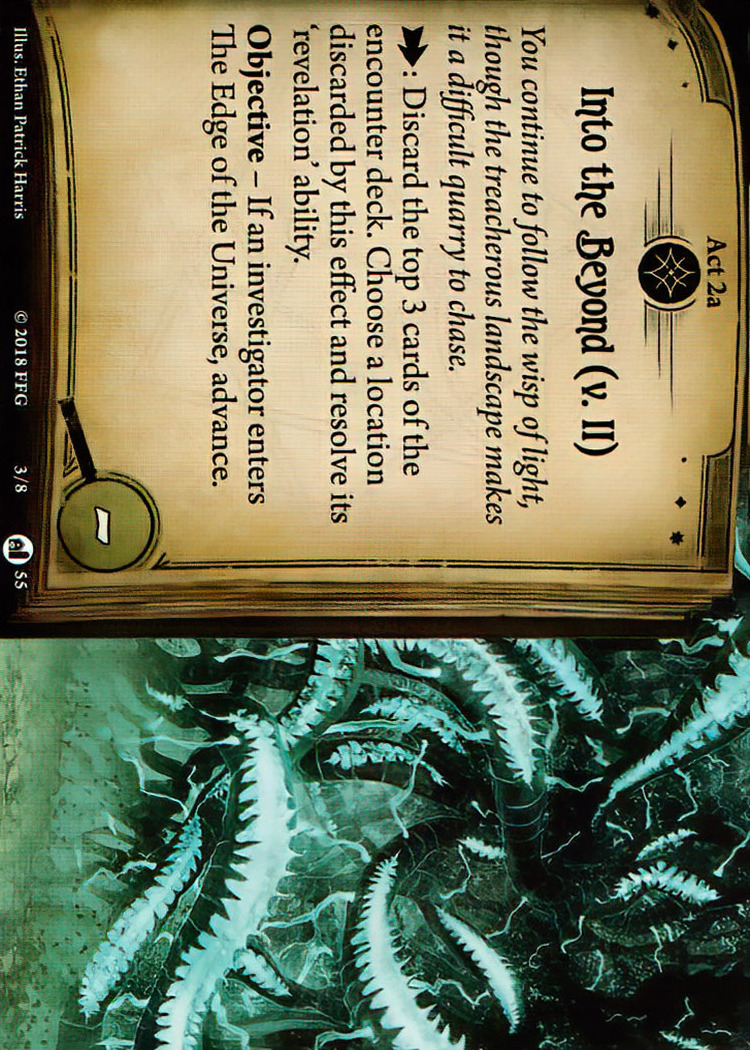 Act 2a
Into the Beyond (v. II)
You continue to follow the wisp of light,
though the treacherous landscape makes
it a difficult quarry to chase.
: Discard the top 3 cards of the
encounter deck. Choose a location
discarded by this effect and resolve its
‘revelation’ ability.
Objective – If an investigator enters
The Edge of the Universe, advance.
–
Illus. Ethan Patrick Harris © 2018 FFG 3/8 55